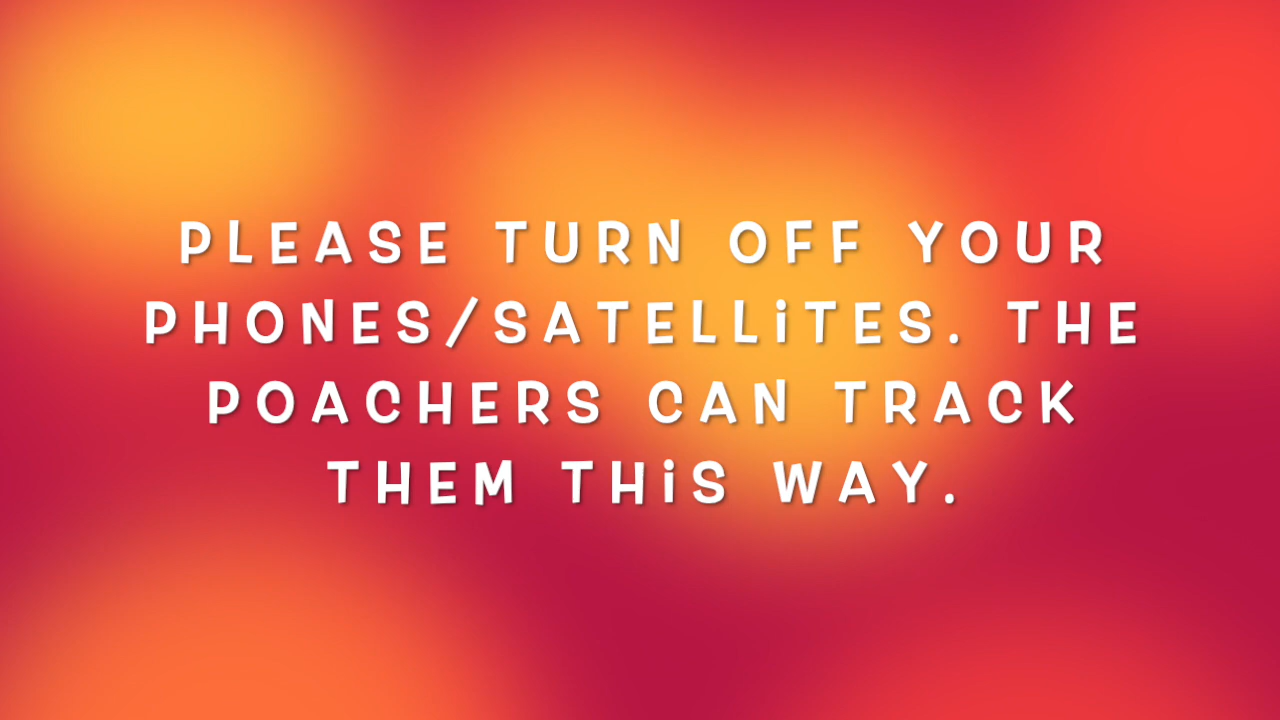 PLEASE TURN OFF YOUR
PHONES/SATELLiTES. THE
POACHERS CAN TRACK
THEM THiS WAY.